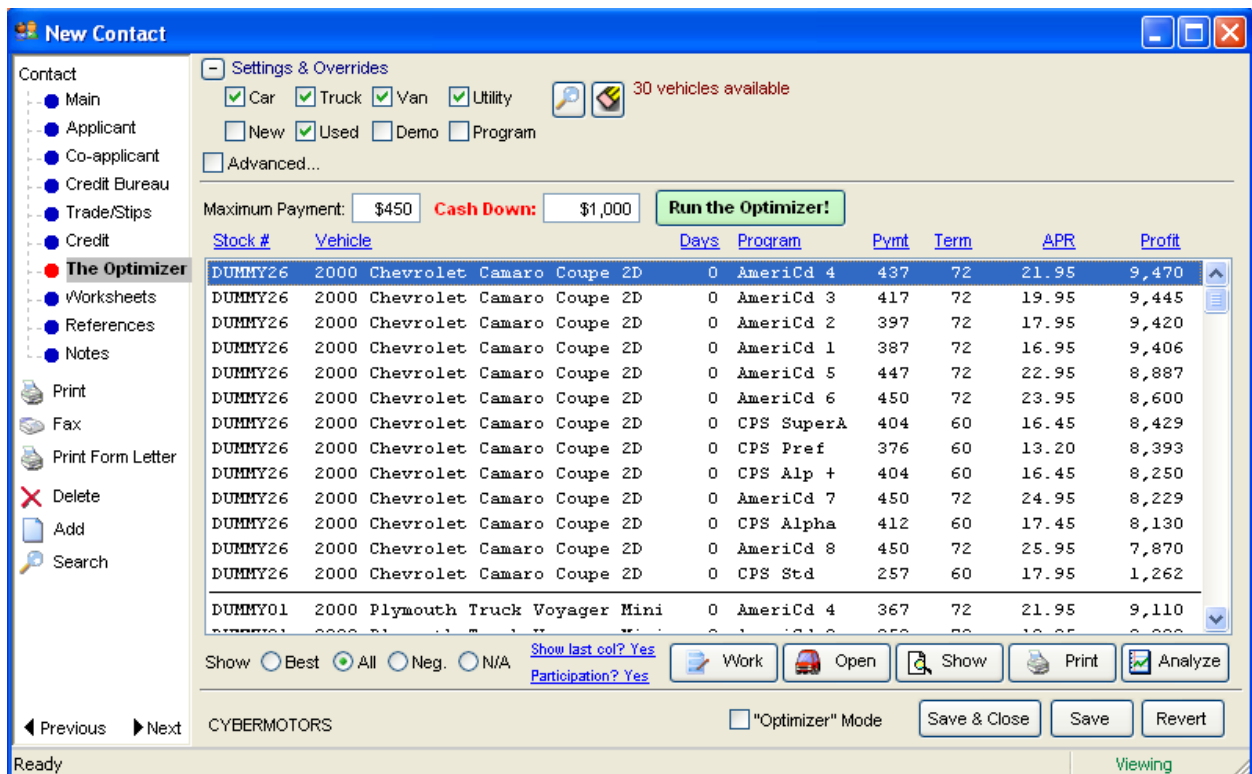 New Contact
Contact
Main
Applicant
Co-applicant
Credit Bureau
Trade/Stips
Credit
The Optimizer
Worksheets
References
Notes
Print
Fax
Print Form Letter
Delete
Add
Search
Previous Next
Settings & Overrides
Car Truck Van Utility
30 vehicles available
New Used Demo Program
Advanced...
Maximum Payment: $450 Cash Down: $1,000 Run the Optimizer!
Stock # Vehicle Days Program Pymt Term APR Profit
DUMMY26 2000 Chevrolet Camaro Coupe 2D 0 AmeriCd 4 437 72 21.95 9,470
DUMMY26 2000 Chevrolet Camaro Coupe 2D 0 AmeriCd 3 417 72 19.95 9,445
DUMMY26 2000 Chevrolet Camaro Coupe 2D 0 AmeriCd 2 397 72 17.95 9,420
DUMMY26 2000 Chevrolet Camaro Coupe 2D 0 AmeriCd 1 387 72 16.95 9,406
DUMMY26 2000 Chevrolet Camaro Coupe 2D 0 AmeriCd 5 447 72 22.95 8,887
DUMMY26 2000 Chevrolet Camaro Coupe 2D 0 AmeriCd 6 450 72 23.95 8,600
DUMMY26 2000 Chevrolet Camaro Coupe 2D 0 CPS SuperA 404 60 16.45 8,429
DUMMY26 2000 Chevrolet Camaro Coupe 2D 0 CPS Pref 376 60 13.20 8,393
DUMMY26 2000 Chevrolet Camaro Coupe 2D 0 CPS Alp + 404 60 16.45 8,250
DUMMY26 2000 Chevrolet Camaro Coupe 2D 0 AmeriCd 7 450 72 24.95 8,229
DUMMY26 2000 Chevrolet Camaro Coupe 2D 0 CPS Alpha 412 60 17.45 8,130
DUMMY26 2000 Chevrolet Camaro Coupe 2D 0 AmeriCd 8 450 72 25.95 7,870
DUMMY26 2000 Chevrolet Camaro Coupe 2D 0 CPS Std 257 60 17.95 1,262
DUMMY01 2000 Plymouth Truck Voyager Mini 0 AmeriCd 4 367 72 21.95 9,110
Show Best All Neg. N/A
Show last col? Yes
Participation? Yes
Work Open Show Print Analyze
CYBERMOTORS "Optimizer" Mode Save & Close Save Revert
Ready Viewing